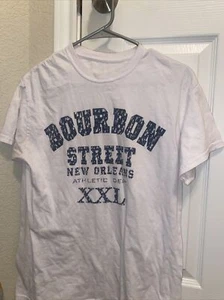 BOURBON
STREET
NEW ORLEANS
ATHLETIC DEPT
XXL